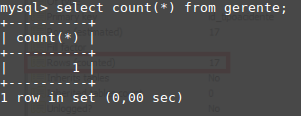 mysql> select count(*) from gerente;
+----------+
| count(*) |
+----------+
|        1 |
+----------+
1 row in set (0,00 sec)